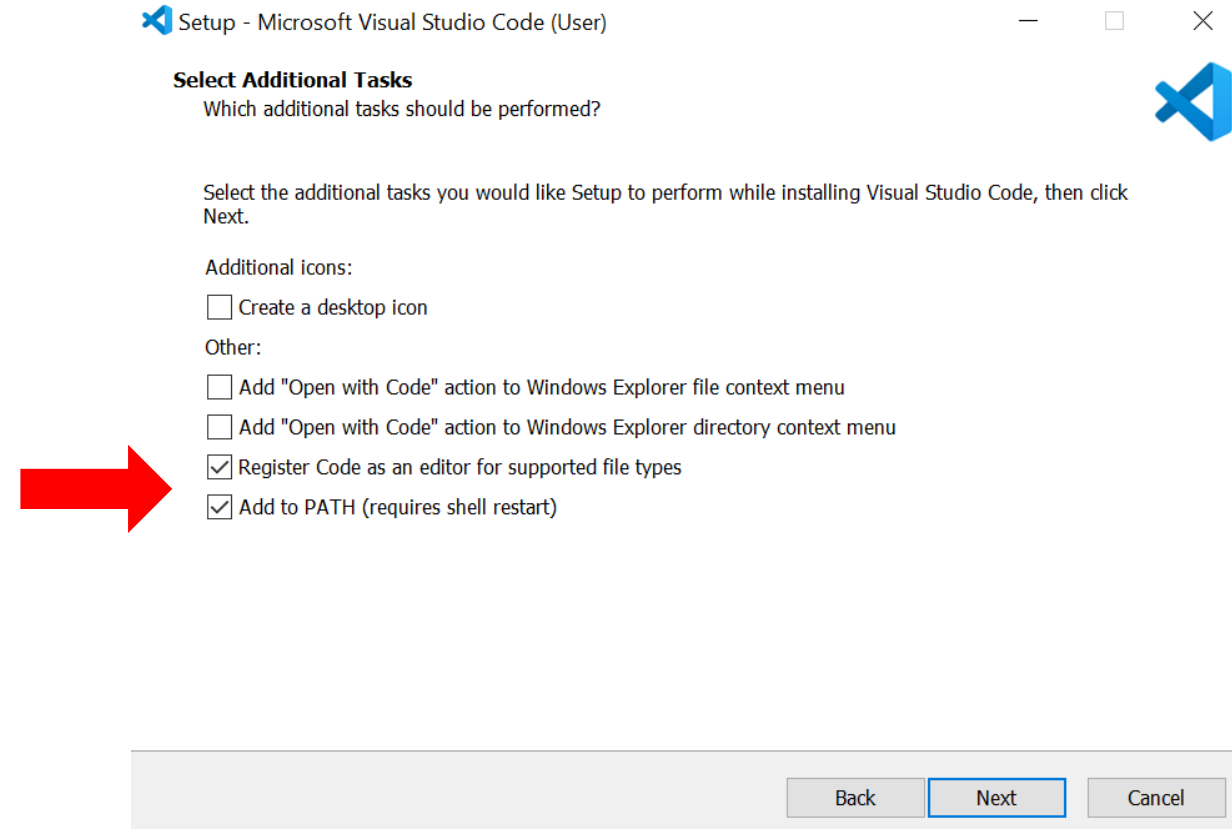 Setup - Microsoft Visual Studio Code (User)
Select Additional Tasks
Which additional tasks should be performed?
Select the additional tasks you would like Setup to perform while installing Visual Studio Code, then click
Next.
Additional icons:
Create a desktop icon
Other:
Add "Open with Code" action to Windows Explorer file context menu
Add "Open with Code" action to Windows Explorer directory context menu
Register Code as an editor for supported file types
Add to PATH (requires shell restart)
Back Next Cancel